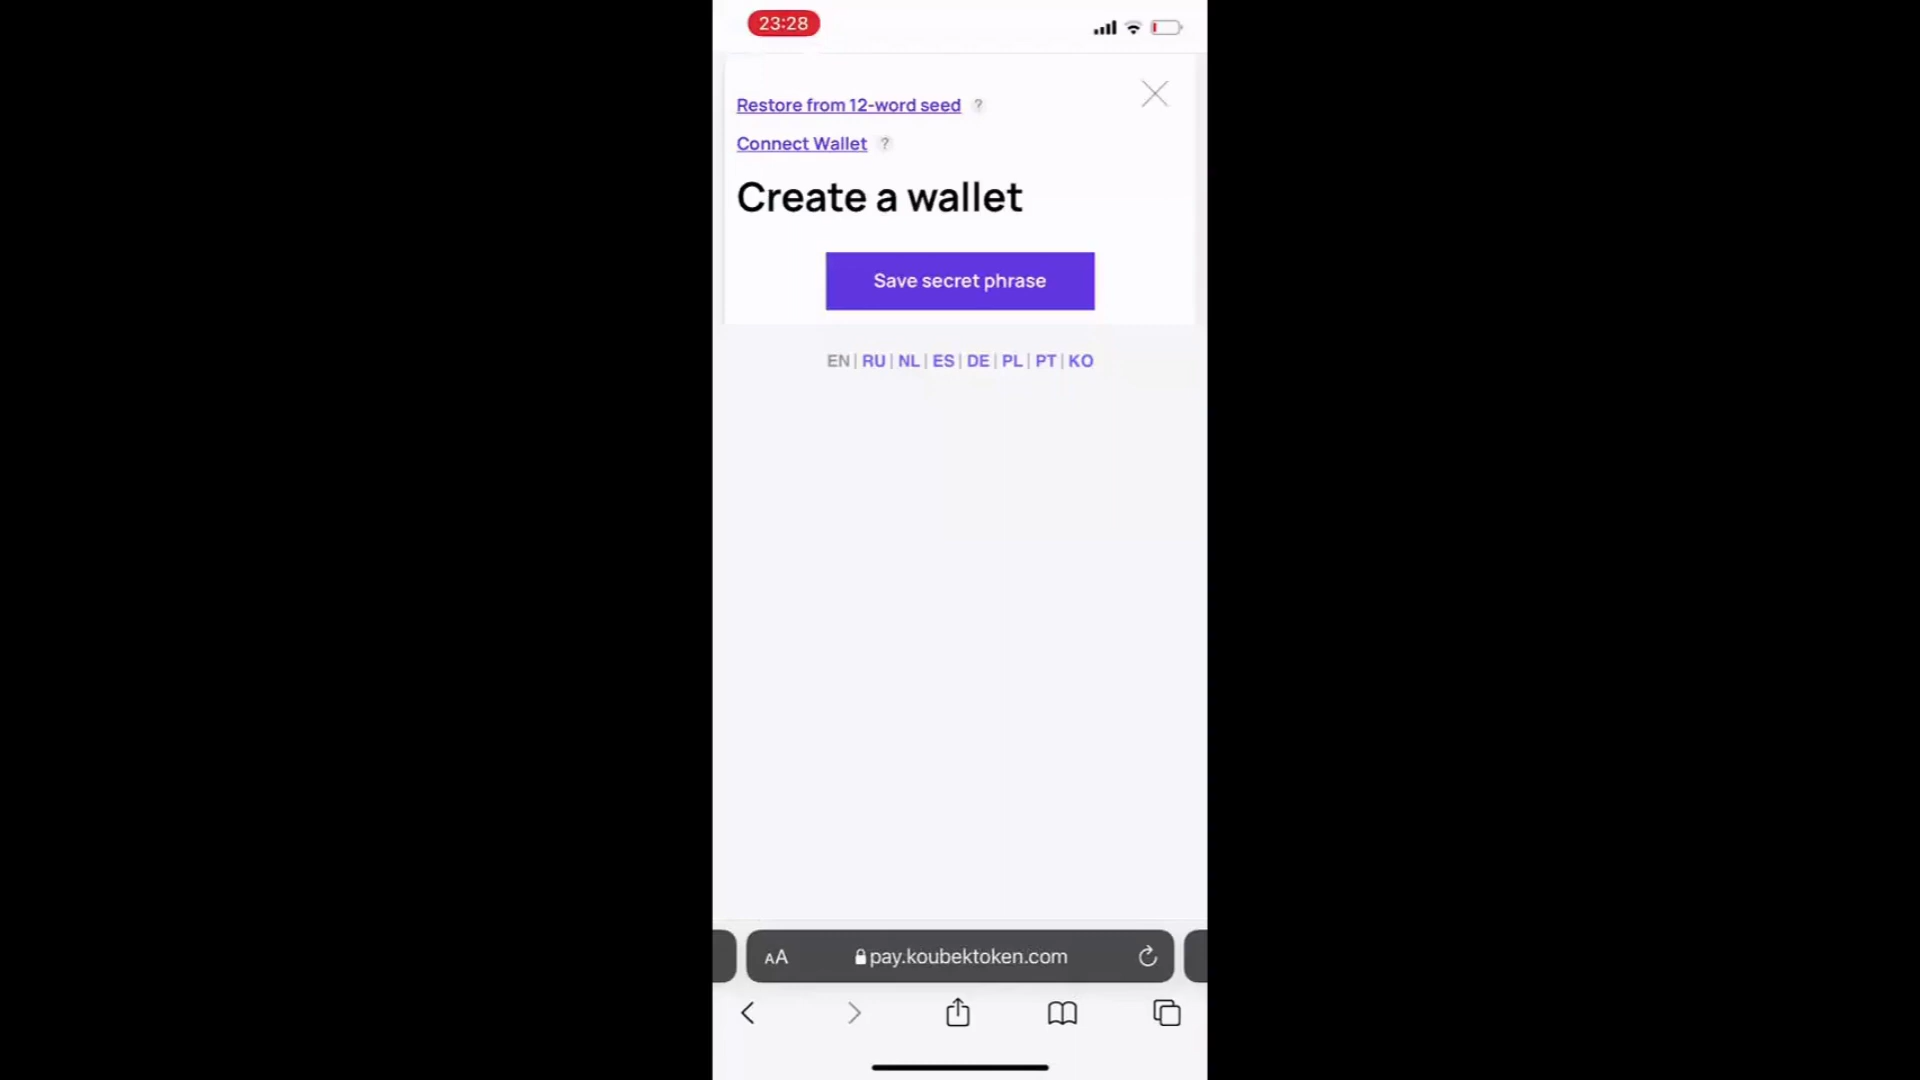 23:28
Restore from 12-word seed ?
Connect Wallet ?
Create a wallet
Save secret phrase
EN | RU | NL | ES | DE | PL | PT | KO
AA pay.koubektoken.com